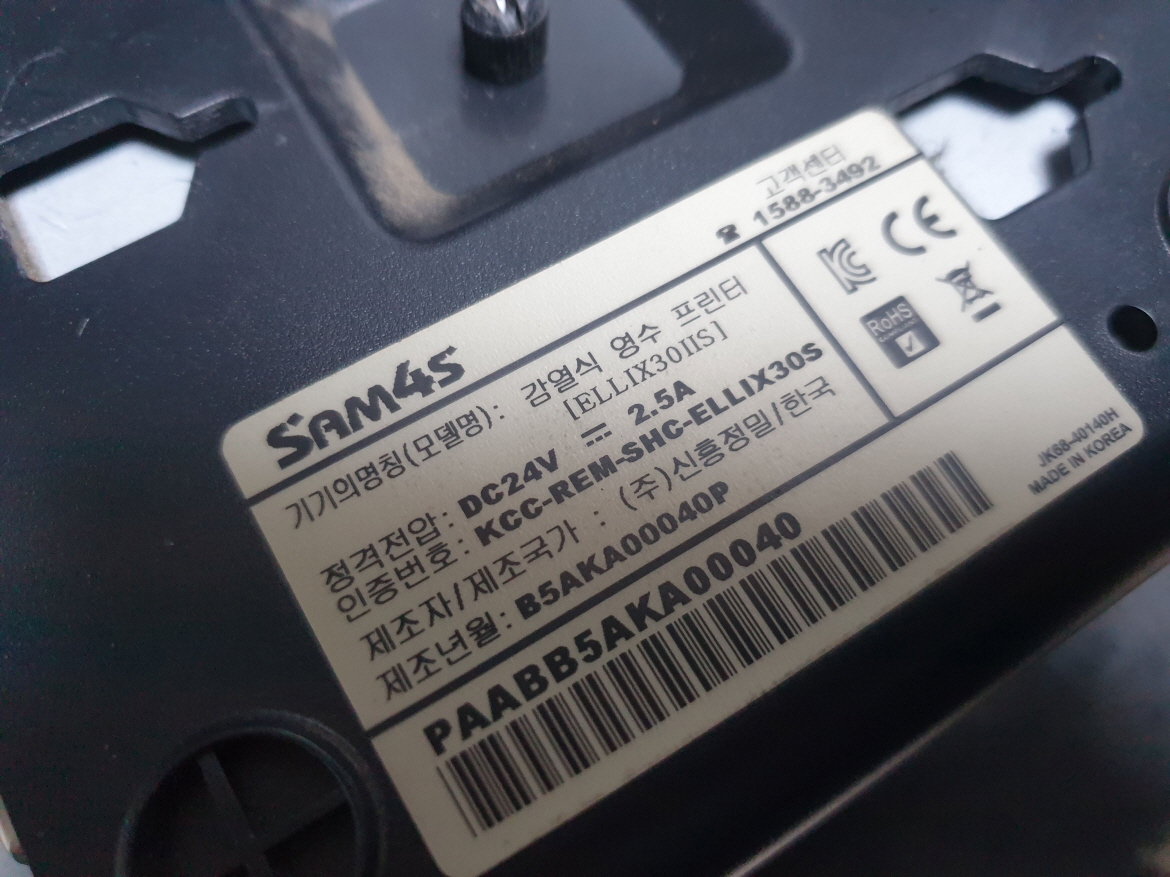 고객센터
☎ 1588-3492
SAM4S
기기의명칭(모델명): 감열식 영수 프린터
[ELLIX30IIS]
정격전압: DC24V ⎓ 2.5A
인증번호: KCC-REM-SHC-ELLIX30S
제조자/제조국가 : (주)신흥정밀/한국
제조년월: B5AKA00040P
CE
RoHS
PAABB5AKA00040
JK68-40140H
MADE IN KOREA